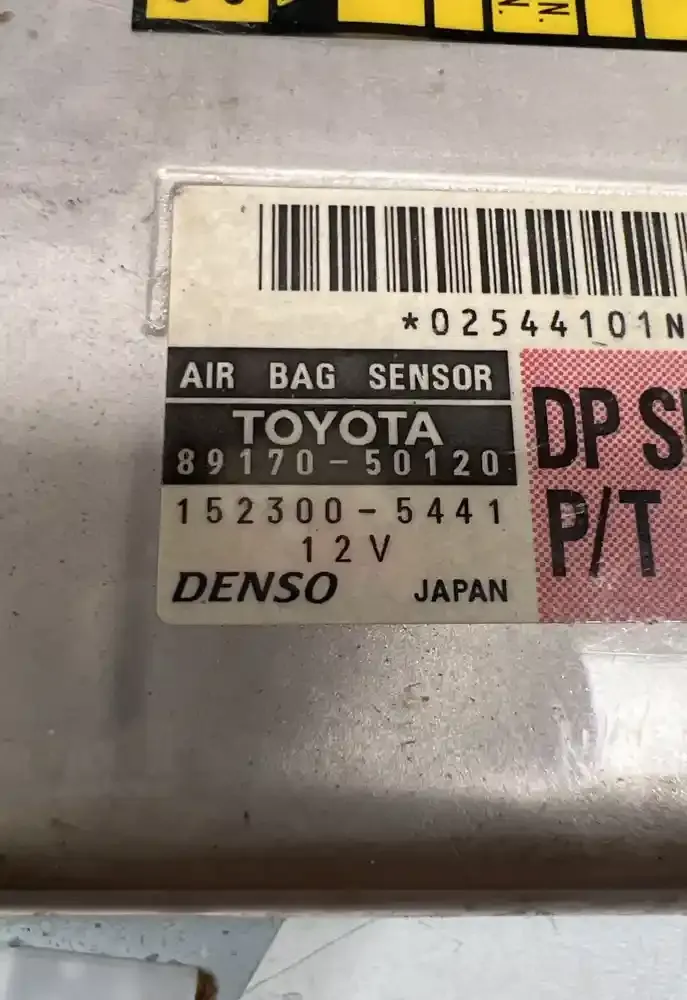 *02544101N
AIR BAG SENSOR
TOYOTA
89170-50120
DP
P/T
152300-5441
12V
DENSO JAPAN